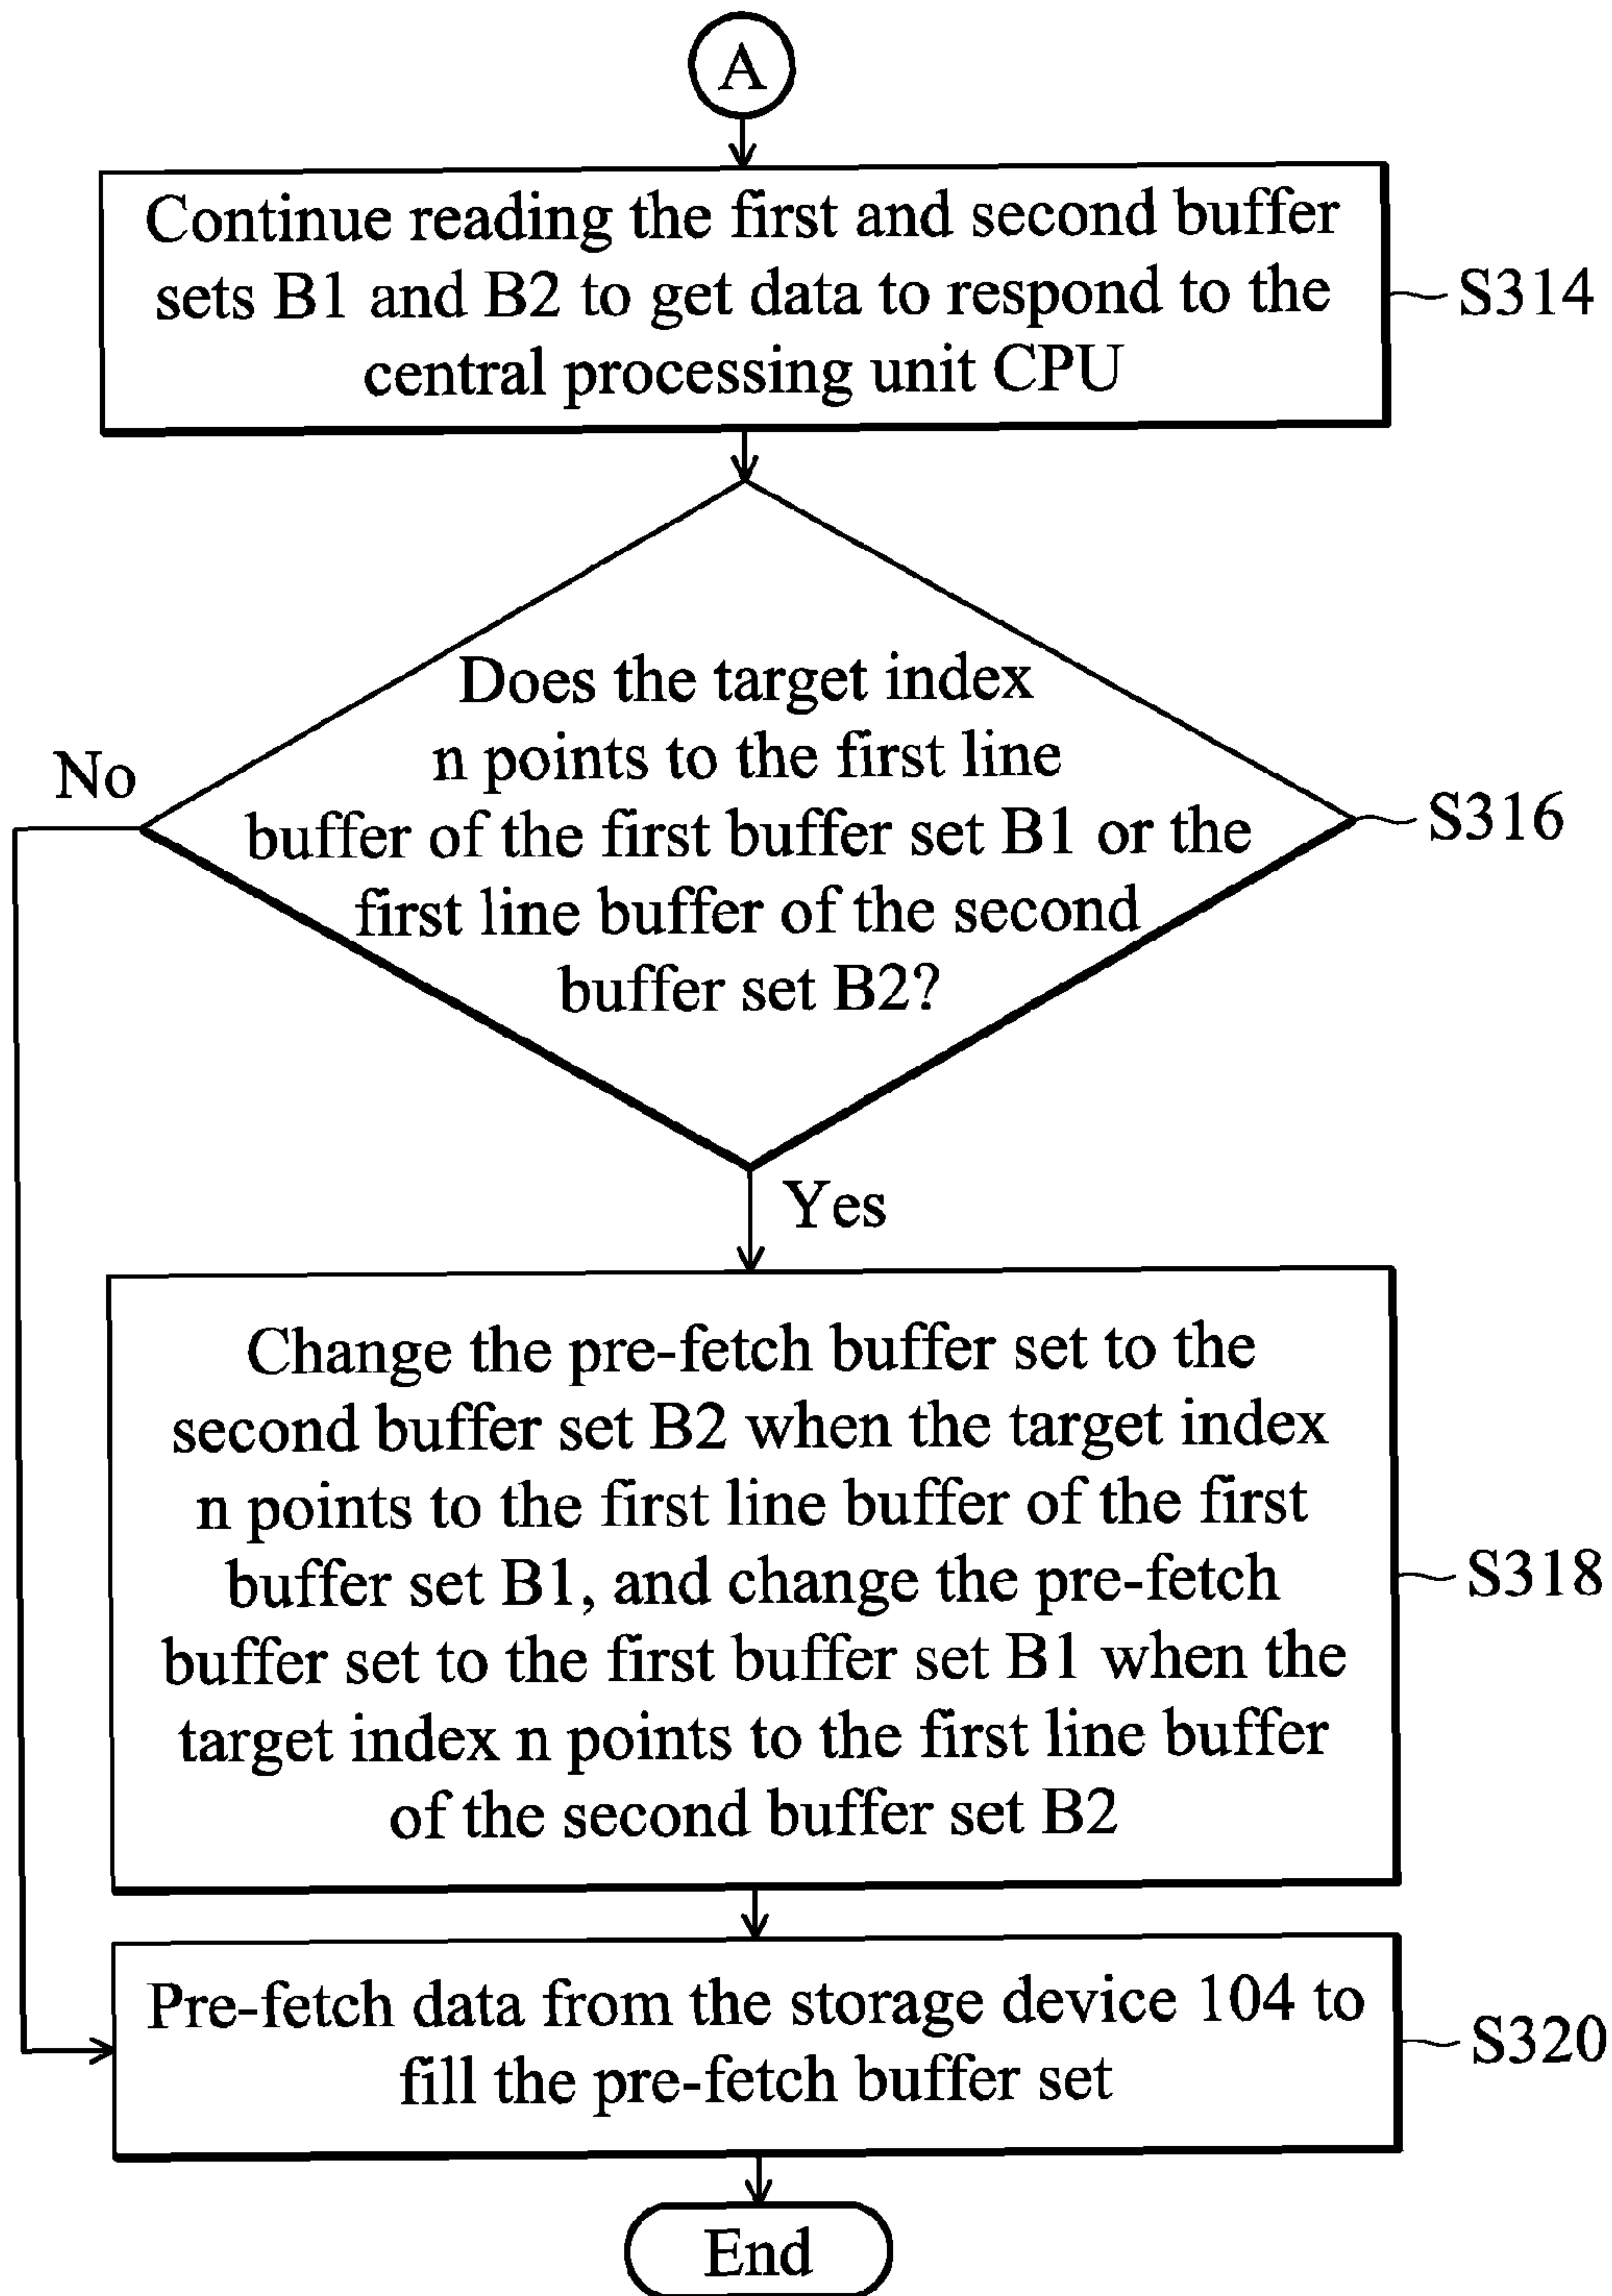 A
Continue reading the first and second buffer
sets B1 and B2 to get data to respond to the
central processing unit CPU
S314
Does the target index
n points to the first line
buffer of the first buffer set B1 or the
first line buffer of the second
buffer set B2?
No
S316
Yes
Change the pre-fetch buffer set to the
second buffer set B2 when the target index
n points to the first line buffer of the first
buffer set B1, and change the pre-fetch
buffer set to the first buffer set B1 when the
target index n points to the first line buffer
of the second buffer set B2
S318
Pre-fetch data from the storage device 104 to
fill the pre-fetch buffer set
S320
End